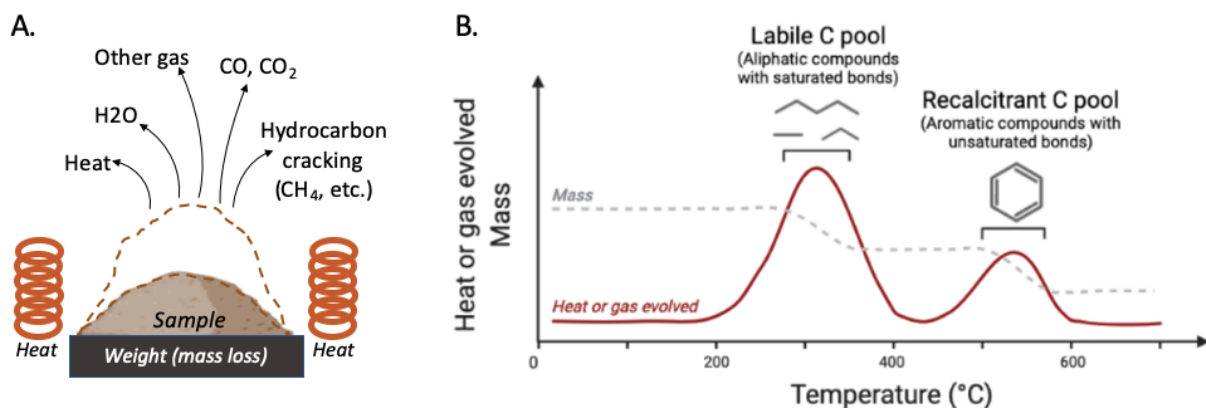 A.
Other gas
CO, CO₂
H2O
Hydrocarbon
cracking
(CH₄, etc.)
Heat
Sample
Heat
Weight (mass loss)
Heat
B.
Labile C pool
(Aliphatic compounds
with saturated bonds)
Recalcitrant C pool
(Aromatic compounds with
unsaturated bonds)
Heat or gas evolved
Mass
Mass
Heat or gas evolved
0
200
400
600
Temperature (°C)